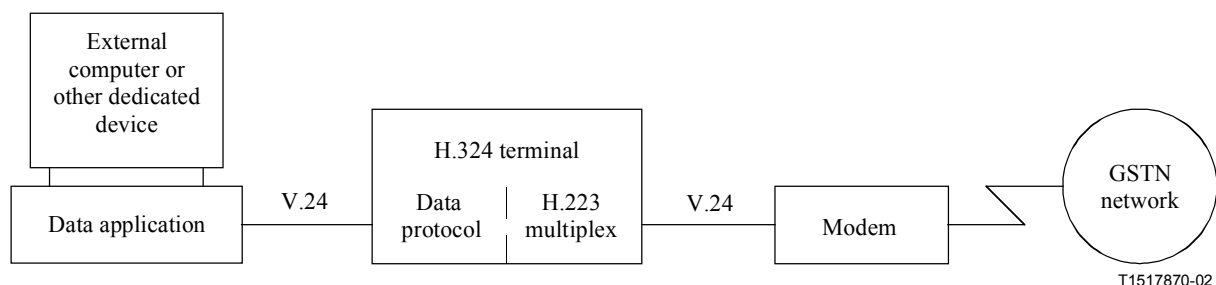 External
computer or
other dedicated
device
Data application
V.24
H.324 terminal
Data
protocol
H.223
multiplex
V.24
Modem
GSTN
network
T1517870-02